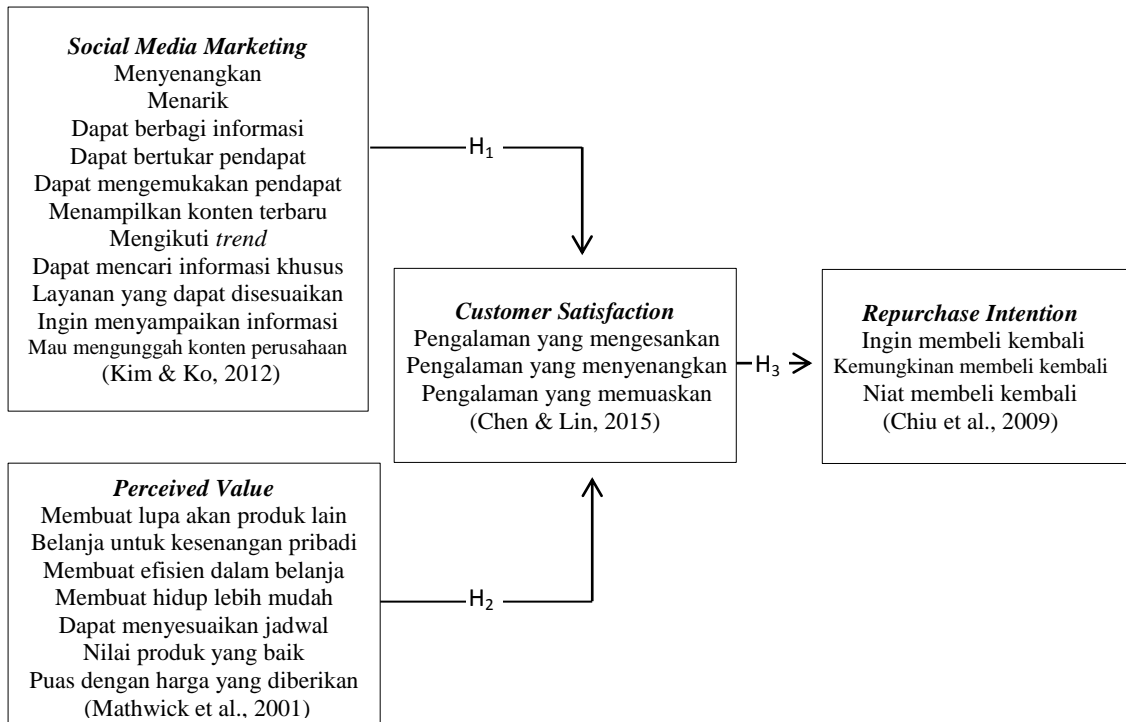 Social Media Marketing
Menyenangkan
Menarik
Dapat berbagi informasi
Dapat bertukar pendapat
Dapat mengemukakan pendapat
Menampilkan konten terbaru
Mengikuti trend
Dapat mencari informasi khusus
Layanan yang dapat disesuaikan
Ingin menyampaikan informasi
Mau mengunggah konten perusahaan
(Kim & Ko, 2012)
H1
Perceived Value
Membuat lupa akan produk lain
Belanja untuk kesenangan pribadi
Membuat efisien dalam belanja
Membuat hidup lebih mudah
Dapat menyesuaikan jadwal
Nilai produk yang baik
Puas dengan harga yang diberikan
(Mathwick et al., 2001)
H2
Customer Satisfaction
Pengalaman yang mengesankan
Pengalaman yang menyenangkan
Pengalaman yang memuaskan
(Chen & Lin, 2015)
H3
Repurchase Intention
Ingin membeli kembali
Kemungkinan membeli kembali
Niat membeli kembali
(Chiu et al., 2009)